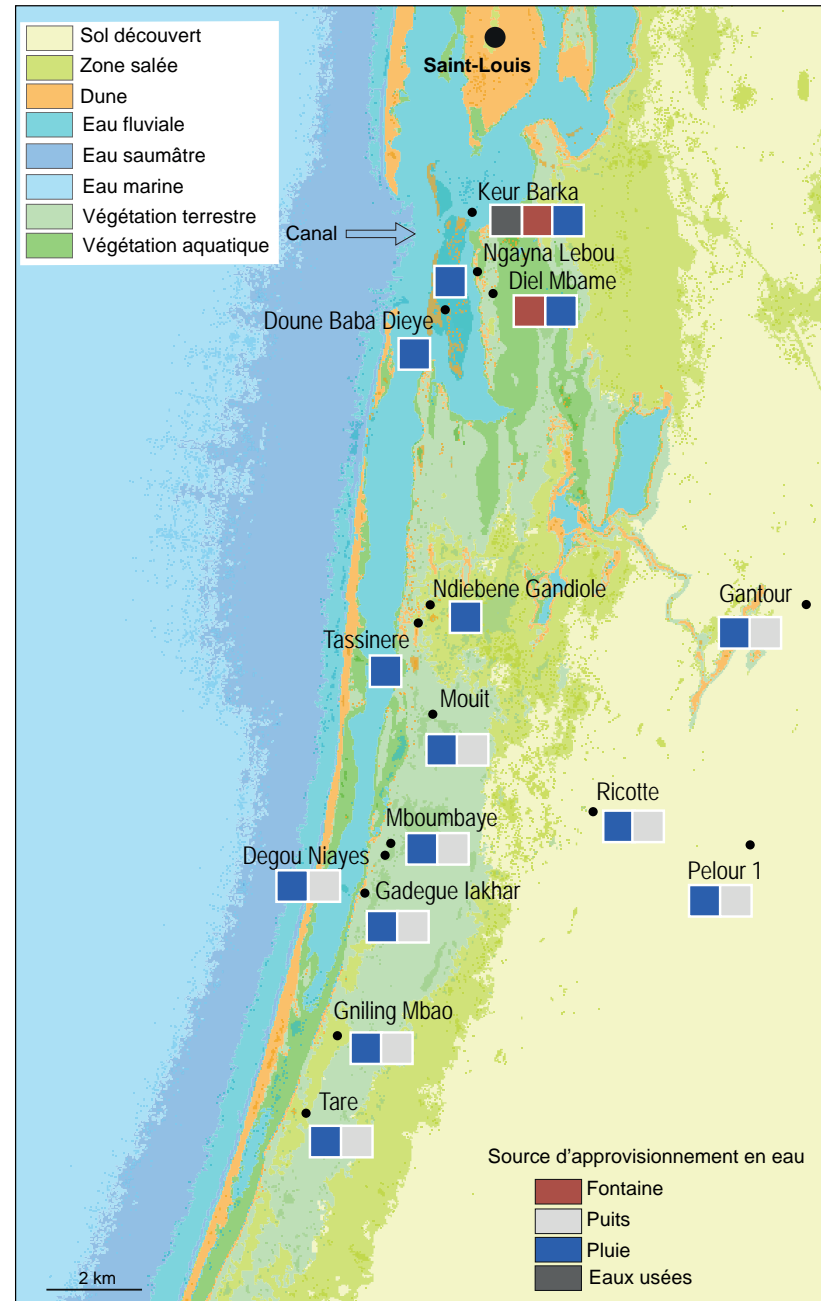 Sol découvert
Zone salée
Dune
Eau fluviale
Eau saumâtre
Eau marine
Végétation terrestre
Végétation aquatique
Saint-Louis
Keur Barka
Canal
Ngayna Lebou
Diel Mbame
Doune Baba Dieye
Ndiebene Gandiole
Gantour
Tassinere
Mouit
Ricotte
Mboumbaye
Degou Niayes
Pelour 1
Gadegue Iakhar
Gniling Mbao
Tare
Source d'approvisionnement en eau
Fontaine
Puits
Pluie
Eaux usées
2 km